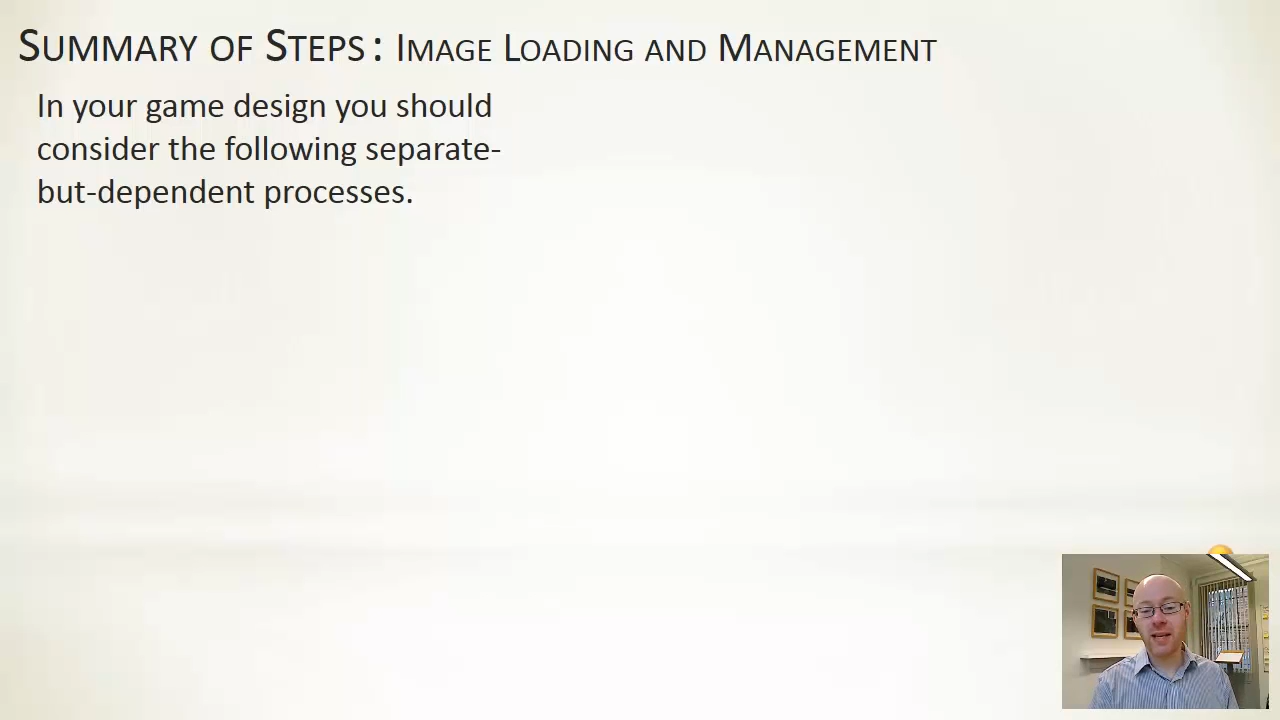 Summary of Steps: Image Loading and Management
In your game design you should
consider the following separate-
but-dependent processes.